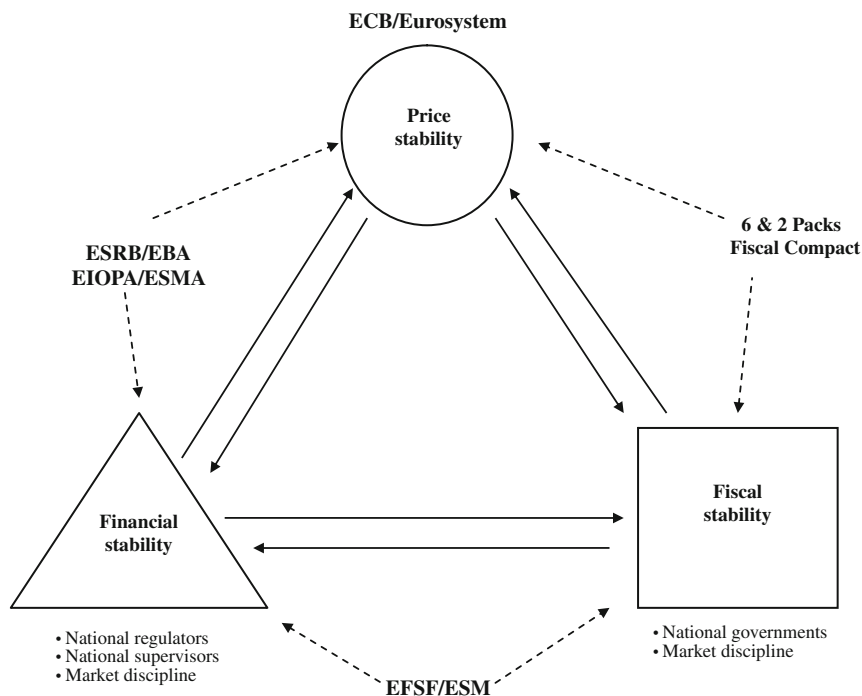 ECB/Eurosystem
Price
stability
6 & 2 Packs
Fiscal Compact
ESRB/EBA
EIOPA/ESMA
Financial
stability
Fiscal
stability
• National regulators
• National supervisors
• Market discipline
• National governments
• Market discipline
EFSF/ESM